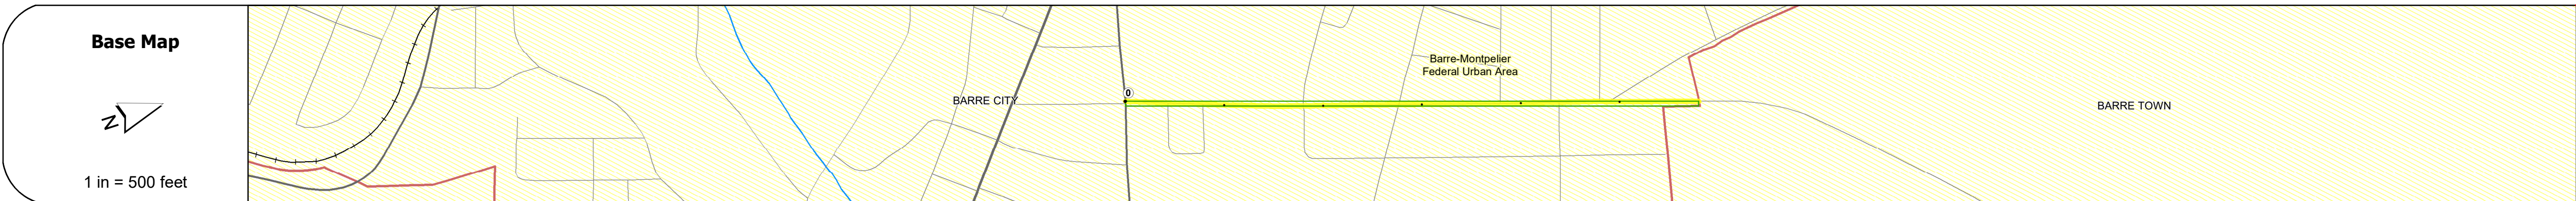 Base Map
N
1 in = 500 feet
BARRE CITY
0
Barre-Montpelier
Federal Urban Area
BARRE TOWN